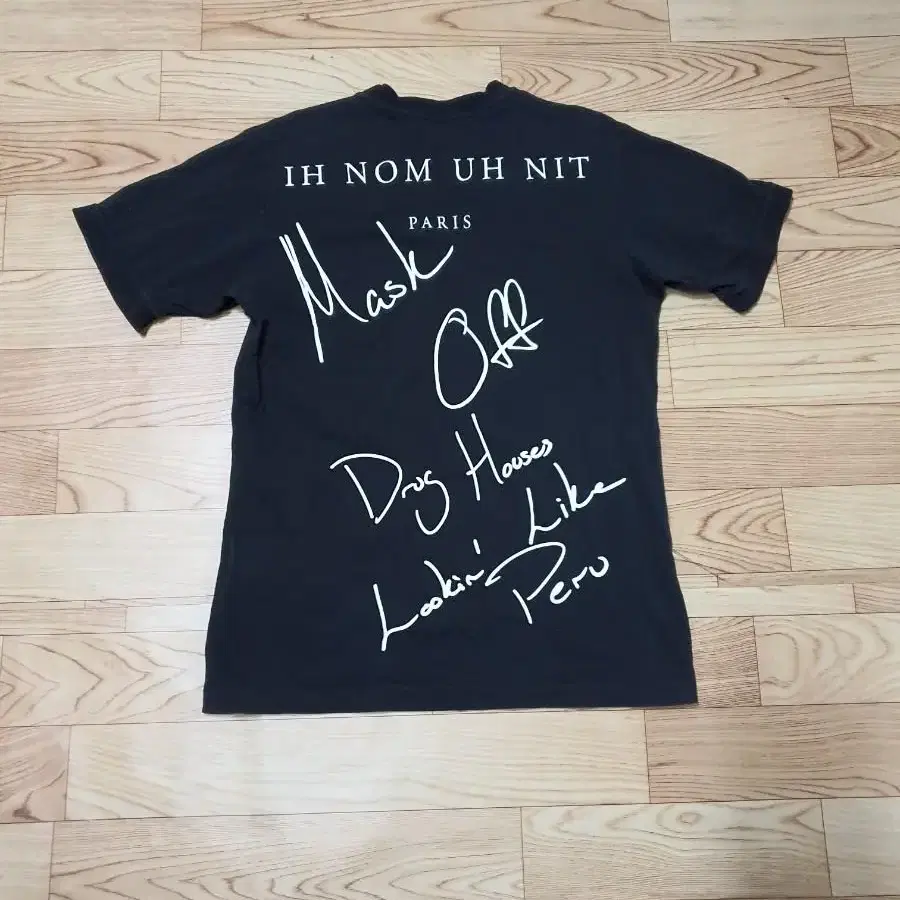 IH NOM UH NIT
PARIS
Mask
Off
Drug Houses
Lookin' Like
Peru